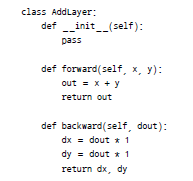 class AddLayer:
    def __init__(self):
        pass

    def forward(self, x, y):
        out = x + y
        return out

    def backward(self, dout):
        dx = dout * 1
        dy = dout * 1
        return dx, dy